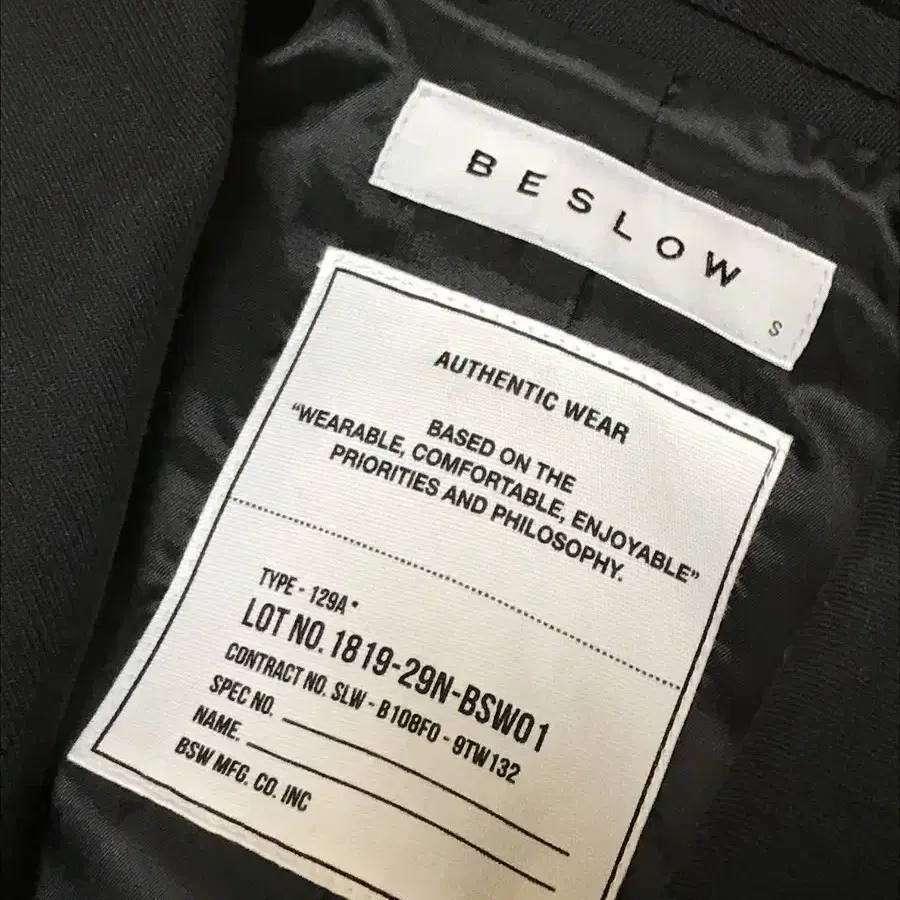 BESLOW
S
AUTHENTIC WEAR
BASED ON THE
“WEARABLE, COMFORTABLE, ENJOYABLE”
PRIORITIES AND PHILOSOPHY.
TYPE - 129A•
LOT NO. 1819-29N-BSW01
CONTRACT NO. SLW - B108F0 - 9TW132
SPEC NO.
NAME.
BSW MFG. CO. INC